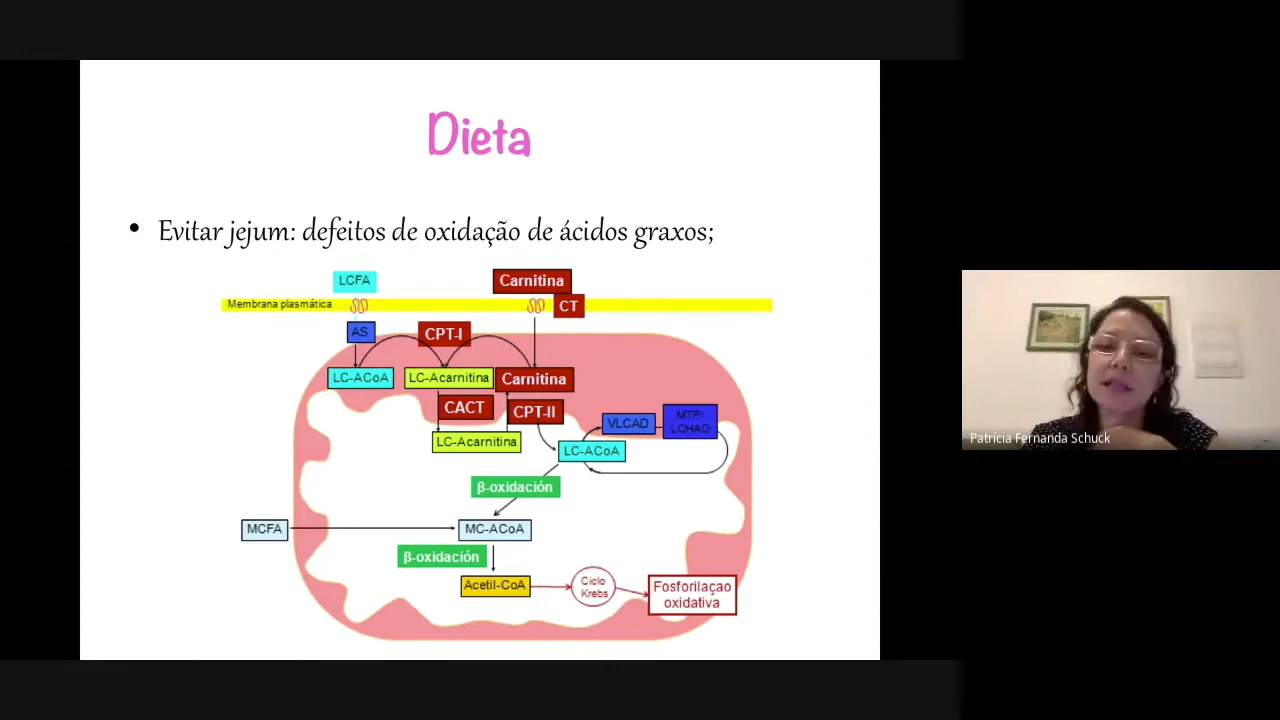 Dieta
• Evitar jejum: defeitos de oxidação de ácidos graxos;
LCFA
Carnitina
Membrana plasmática
CT
AS
CPT-I
LC-ACoA
LC-Acarnitina
Carnitina
CACT
CPT-II
VLCAD
MTP/
LCHAD
LC-Acarnitina
LC-ACoA
β-oxidación
MCFA
MC-ACoA
β-oxidación
Acetil-CoA
Ciclo
Krebs
Fosforilaçao
oxidativa
Patrícia Fernanda Schuck